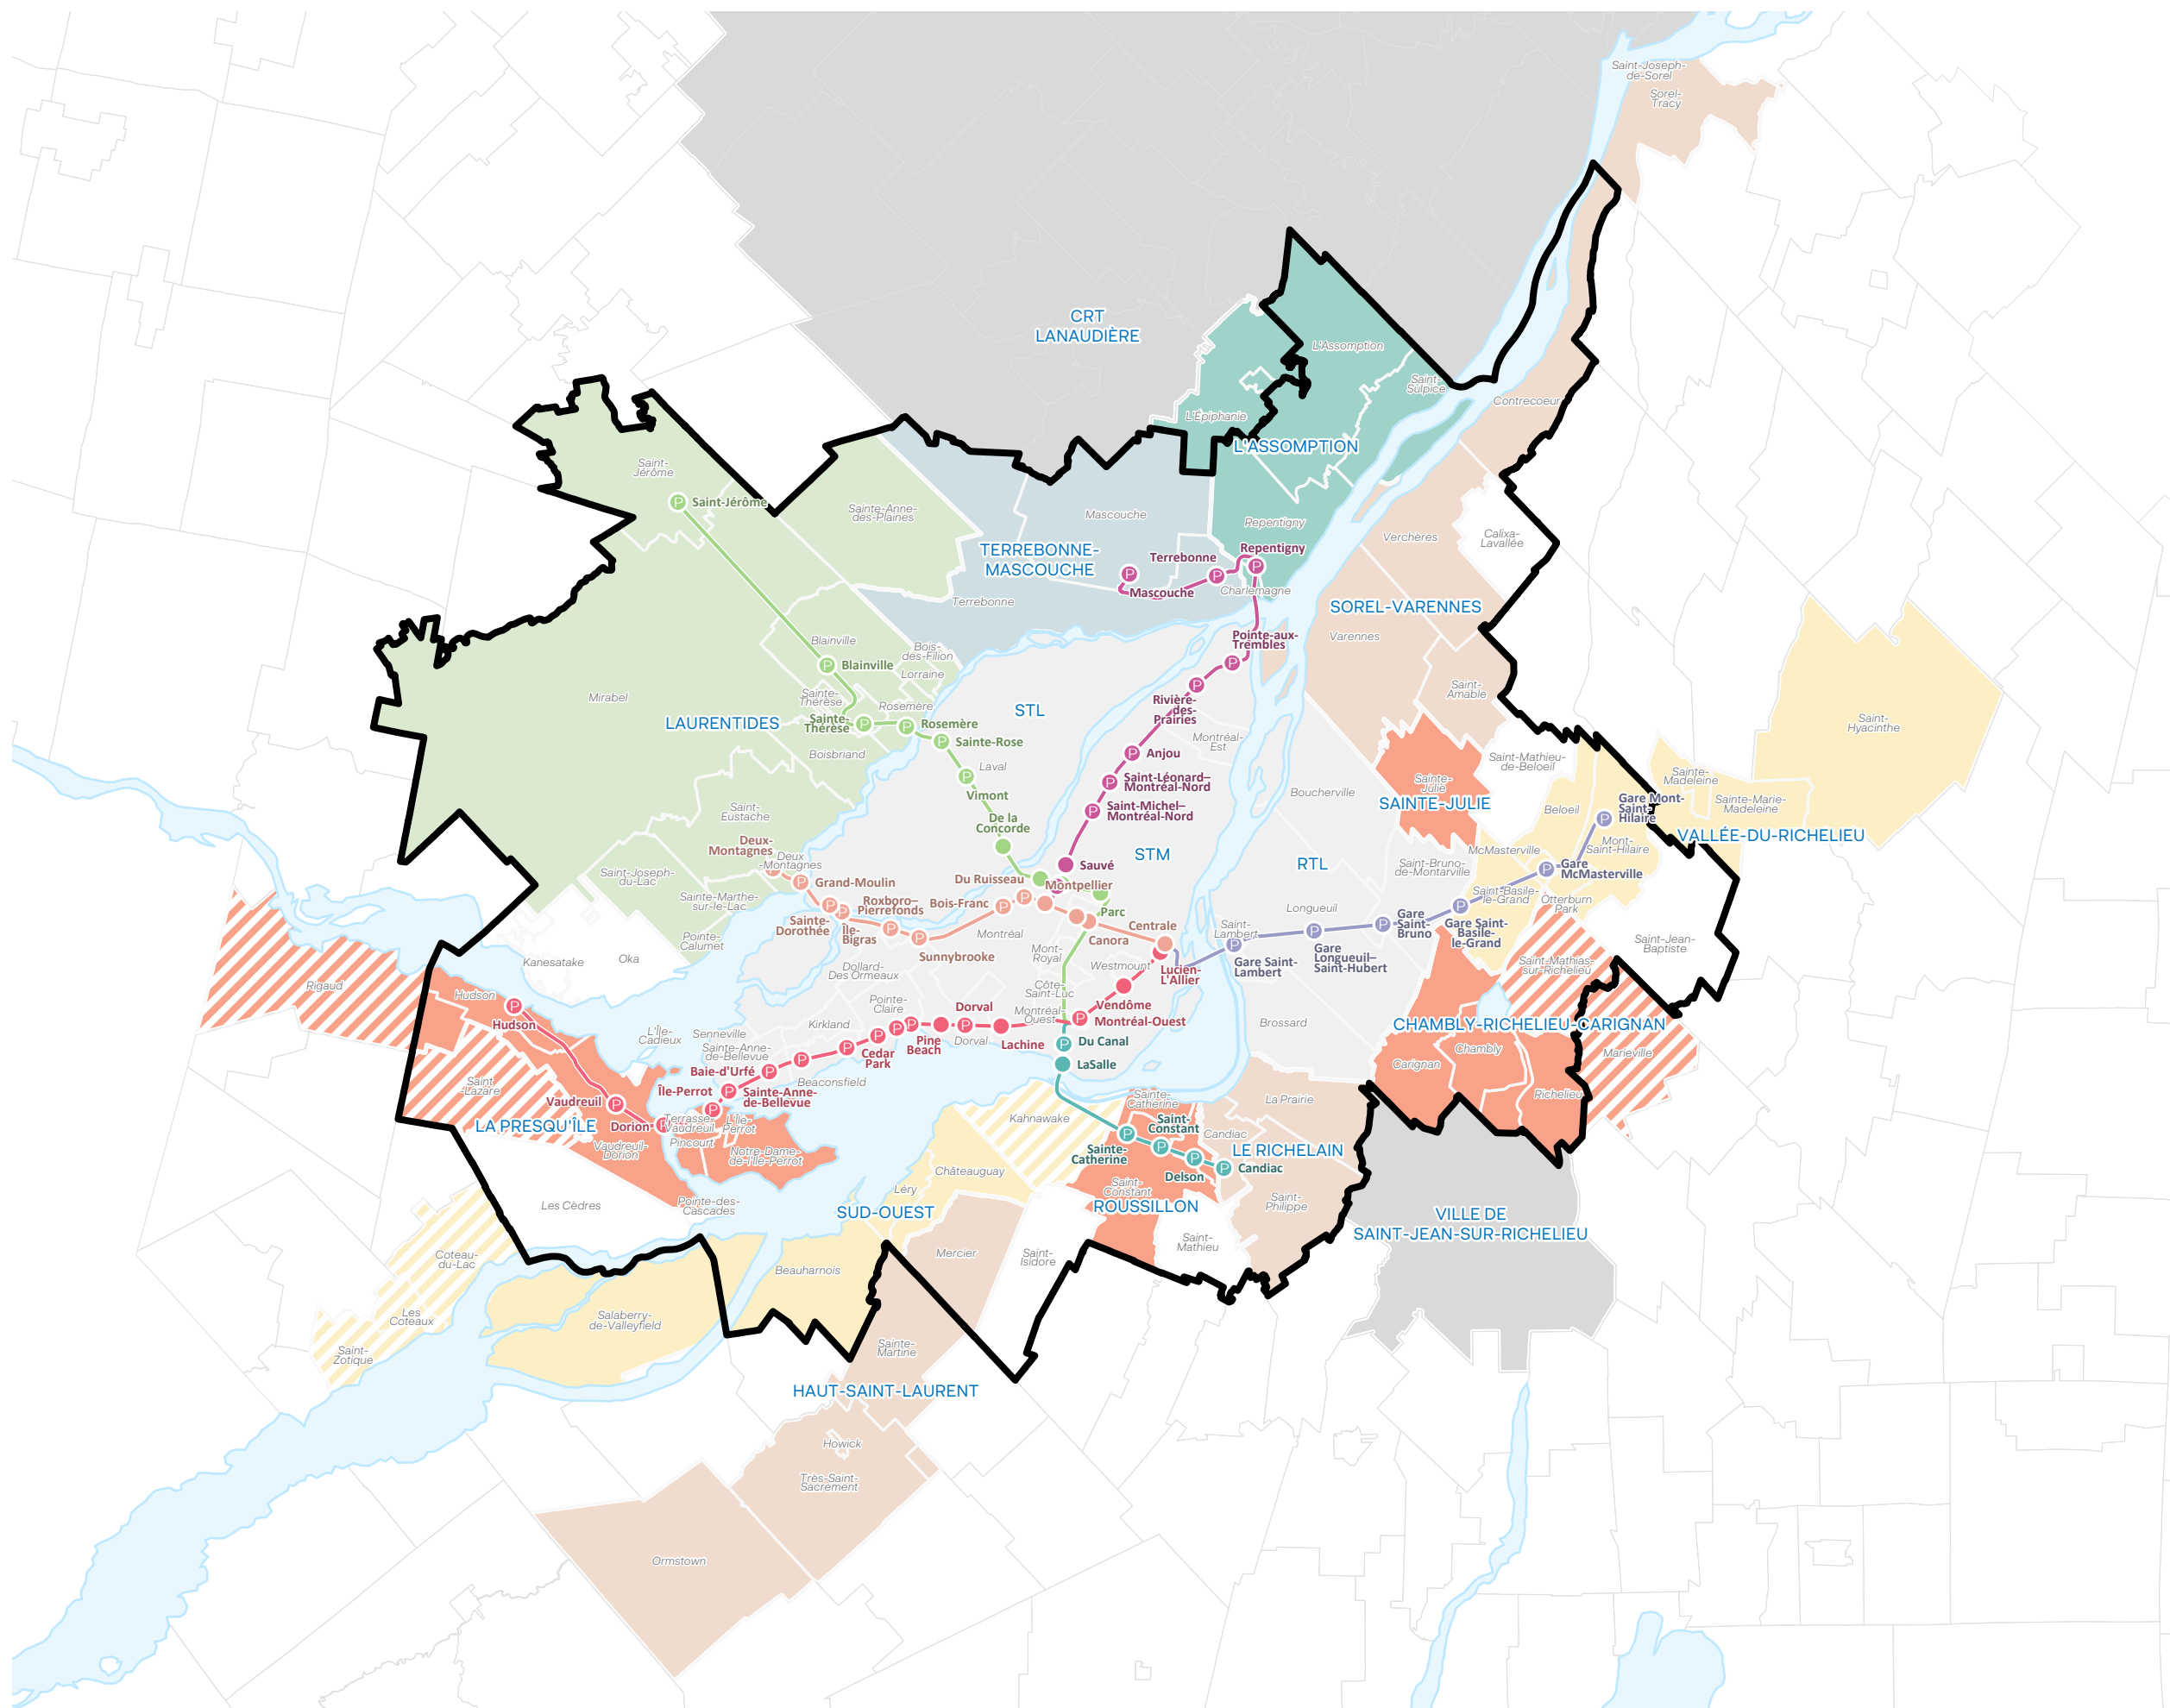 Saint-Joseph-
de-Sorel
Sorel-
Tracy
CRT
LANAUDIÈRE
L'Assomption
Saint-
Sulpice
Contrecoeur
L'Épiphanie
L'ASSOMPTION
Saint-
Jérôme
Saint-Jérôme
Sainte-Anne-
des-Plaines
Mascouche
Repentigny
Verchères
Calixa-
Lavallée
TERREBONNE-
MASCOUCHE
Terrebonne
Repentigny
Mascouche
Charlemagne
Terrebonne
SOREL-VARENNES
Varennes
Pointe-aux-
Trembles
Blainville
Blainville
Bois-
des-Filion
Lorraine
Saint-
Amable
Mirabel
Sainte-
Thérèse
Rosemère
LAURENTIDES
Sainte-
Thérèse
Rosemère
STL
Rivière-
des-
Prairies
Sainte-Rose
Boisbriand
Montréal-
Est
Anjou
Laval
Vimont
Saint-Léonard–
Montréal-Nord
Saint-Michel–
Montréal-Nord
Boucherville
Sainte-
Julie
SAINTE-JULIE
Saint-Mathieu-
de-Beloeil
Saint-
Hyacinthe
Sainte-
Madeleine
Sainte-Marie-
Madeleine
Beloeil
Gare Mont-
Saint-
Hilaire
VALLÉE-DU-RICHELIEU
Mont-
Saint-Hilaire
McMasterville
Gare
McMasterville
Saint-
Eustache
De la
Concorde
Deux-
Montagnes
Deux
-Montagnes
STM
Sauvé
RTL
Saint-Bruno-
de-Montarville
Saint-Joseph-
du-Lac
Grand-Moulin
Du Ruisseau
Montpellier
Saint-Marthe-
sur-le-Lac
Sainte-
Dorothée
Roxboro–
Pierrefonds
Bois-Franc
Parc
Saint-Basile-
le-Grand
Otterburn
Park
Île-
Bigras
Longueuil
Gare
Saint-
Bruno
Gare Saint-
Basile-
le-Grand
Centrale
Saint-
Lambert
Montréal
Canora
Pointe-
Calumet
Sunnybrooke
Mont-
Royal
Westmount
Lucien-
L'Allier
Gare Saint-
Lambert
Gare
Longueuil–
Saint-Hubert
Saint-Jean-
Baptiste
Kanesatake
Oka
Dollard-
Des Ormeaux
Saint-Mathias-
sur-Richelieu
Rigaud
Hudson
Hudson
Côte-
Saint-Luc
Pointe-
Claire
Dorval
Montréal-
Ouest
Vendôme
Montréal-Ouest
Brossard
CHAMBLY-RICHELIEU-CARIGNAN
L'Île-
Cadieux
Senneville
Kirkland
Pine
Beach
Dorval
Lachine
Du Canal
Chambly
Marieville
Sainte-Anne-
de-Bellevue
Cedar
Park
LaSalle
Carignan
Baie-d'Urfé
Beaconsfield
Saint
-Lazare
Île-Perrot
Sainte-Anne-
de-Bellevue
Vaudreuil
Richelieu
LA PRESQU'ÎLE
Dorion
Terrasse-
Vaudreuil
L'Île-
Perrot
Pincourt
Kahnawake
Sainte-
Catherine
Saint-
Constant
La Prairie
Candiac
Vaudreuil-
Dorion
Notre-Dame-
de-l'Île-Perrot
Sainte-
Catherine
LE RICHELAIN
Candiac
Delson
Châteauguay
Léry
Saint-
Constant
ROUSSILLON
Saint-
Philippe
Les Cèdres
Pointe-des-
Cascades
SUD-OUEST
VILLE DE
SAINT-JEAN-SUR-RICHELIEU
Saint-
Mathieu
Coteau-
du-Lac
Mercier
Saint-
Isidore
Beauharnois
Les
Coteaux
Salaberry-
de-Valleyfield
Saint-
Zotique
Sainte-
Martine
HAUT-SAINT-LAURENT
Howick
Très-Saint-
Sacrement
Ormstown